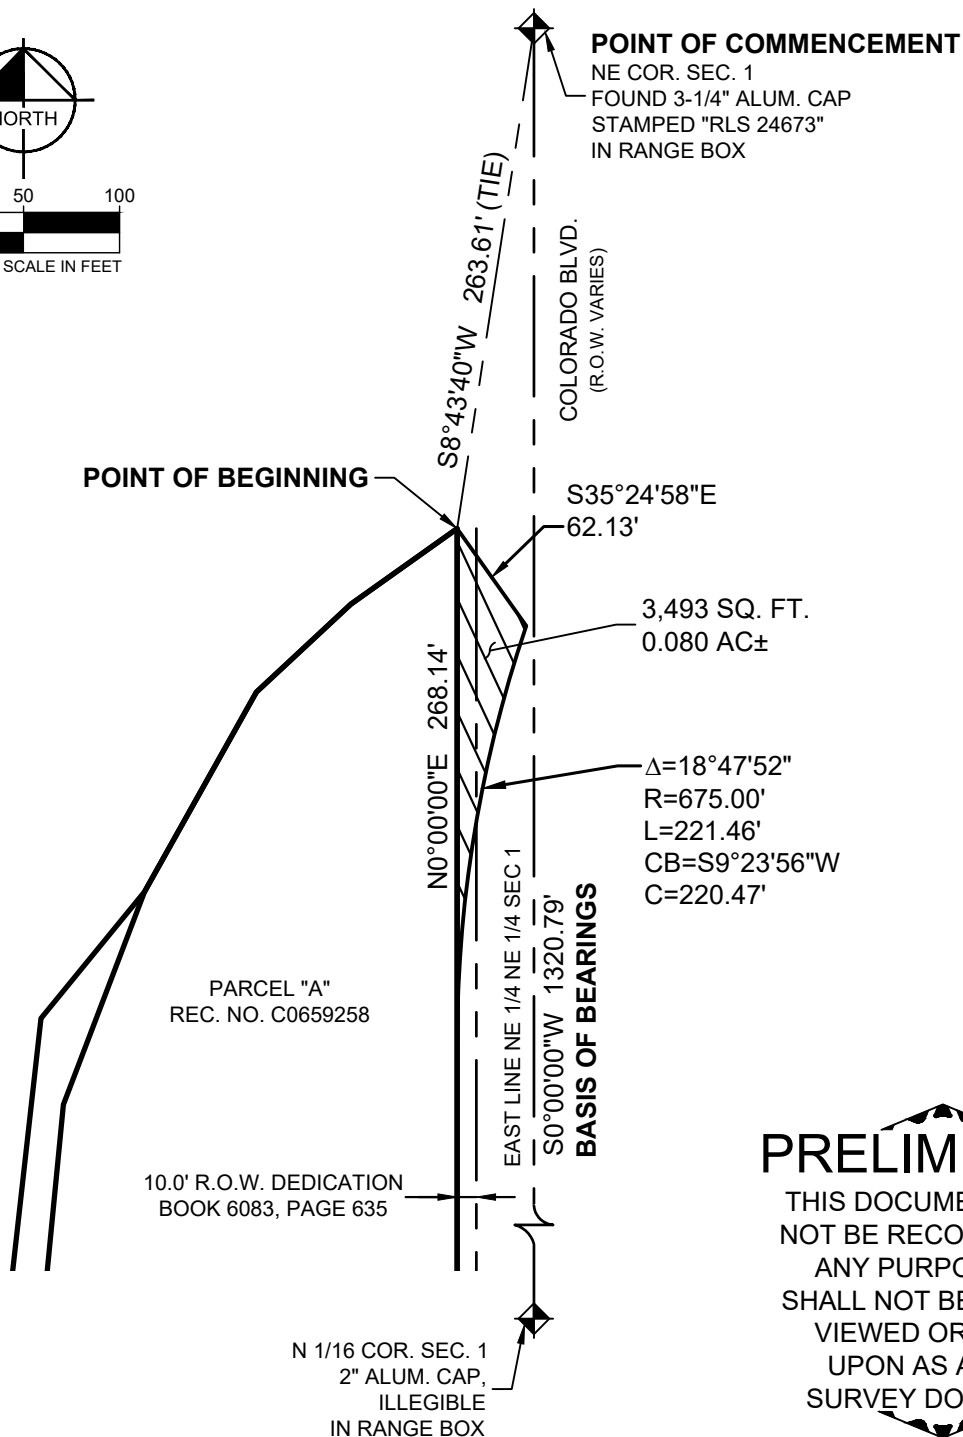 POINT OF COMMENCEMENT
NE COR. SEC. 1
FOUND 3-1/4" ALUM. CAP
STAMPED "RLS 24673"
IN RANGE BOX
NORTH
50 100
SCALE IN FEET
S8°43'40"W 263.61' (TIE)
COLORADO BLVD.
(R.O.W. VARIES)
POINT OF BEGINNING
S35°24'58"E
62.13'
3,493 SQ. FT.
0.080 AC±
N0°00'00"E 268.14'
Δ=18°47'52"
R=675.00'
L=221.46'
CB=S9°23'56"W
C=220.47'
EAST LINE NE 1/4 NE 1/4 SEC 1
S0°00'00"W 1320.79'
BASIS OF BEARINGS
PARCEL "A"
REC. NO. C0659258
10.0' R.O.W. DEDICATION
BOOK 6083, PAGE 635
N 1/16 COR. SEC. 1
2" ALUM. CAP,
ILLEGIBLE
IN RANGE BOX
PRELIM
THIS DOCUME
NOT BE RECO
ANY PURPO
SHALL NOT BE
VIEWED OR
UPON AS A
SURVEY DO